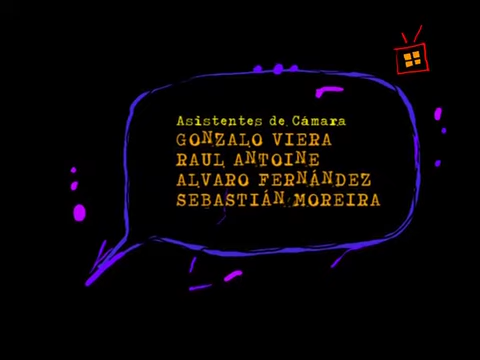 Asistentes de Cámara
GONZALO VIERA
RAUL ANTOINE
ALVARO FERNÁNDEZ
SEBASTIÁN MOREIRA